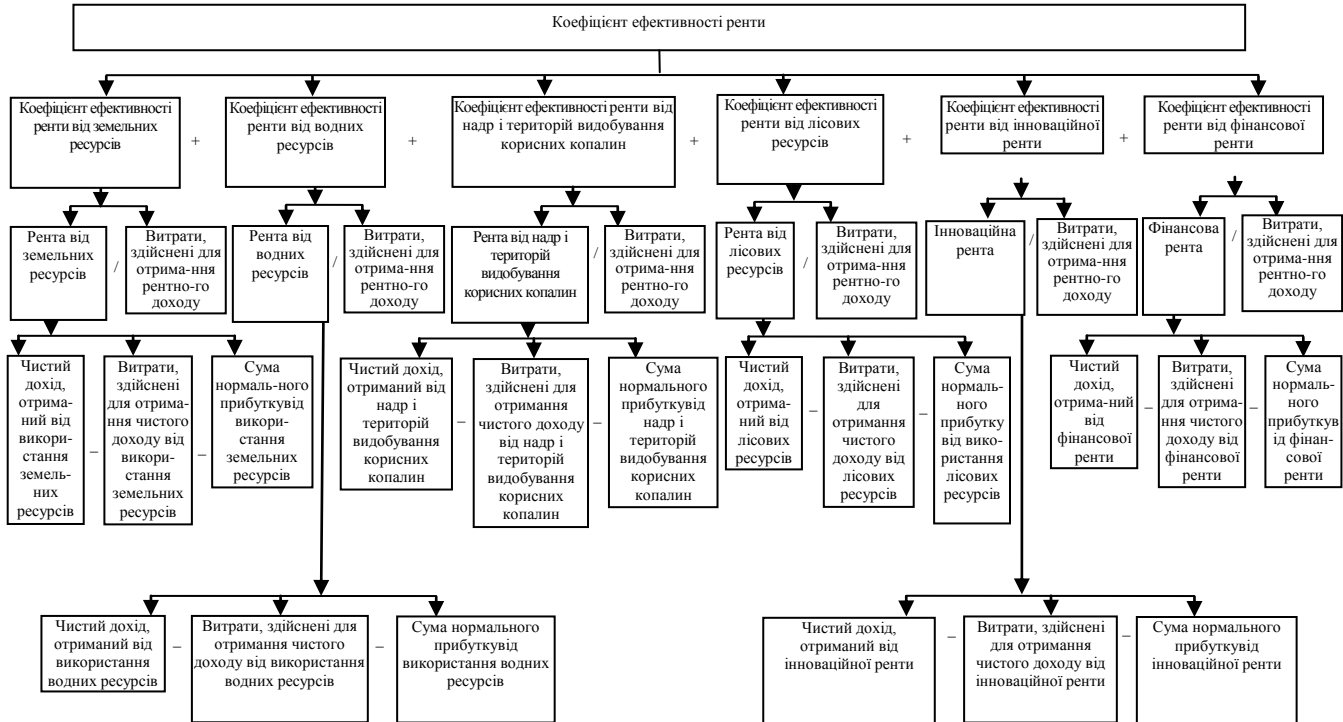 Коефіцієнт ефективності ренти
Коефіцієнт ефективності
ренти від земельних
ресурсів
+
Коефіцієнт ефективності
ренти від водних
ресурсів
+
Коефіцієнт ефективності ренти від
надр і територій видобування
корисних копалин
+
Коефіцієнт ефективності
ренти від лісових
ресурсів
+
Коефіцієнт ефективності
ренти від інноваційної
ренти
+
Коефіцієнт ефективності
ренти від фінансової
ренти
Рента від
земельних
ресурсів
/
Витрати,
здійснені для
отрима-ння
рентно-го
доходу
Рента від
водних
ресурсів
/
Витрати,
здійснені для
отрима-ння
рентно-го
доходу
Рента від надр і
територій
видобування
корисних копалин
/
Витрати,
здійснені для
отрима-ння
рентно-го
доходу
Рента від
лісових
ресурсів
/
Витрати,
здійснені для
отрима-ння
рентно-го
доходу
Інноваційна
рента
/
Витрати,
здійснені для
отрима-ння
рентно-го
доходу
Фінансова
рента
/
Витрати,
здійснені для
отрима-ння
рентно-го
доходу
Чистий
дохід,
отриманий
від
викори-
стання
земель-
них
ресурсів
–
Витрати,
здійснені
для отрима-
ння чистого
доходу від
викори-
стання
земельних
ресурсів
–
Сума
нормаль-ного
прибуткувід
викори-
стання
земельних
ресурсів
Чистий дохід,
отриманий від
надр і
територій
видобування
корисних
копалин
–
Витрати,
здійснені для
отримання
чистого доходу
від надр і
територій
видобування
корисних
копалин
–
Сума
нормального
прибуткувід
надр і
територій
видобування
корисних
копалин
Чистий
дохід,
отрима-
ний від
лісових
ресурсів
–
Витрати,
здійснені
для
отримання
чистого
доходу від
лісових
ресурсів
–
Сума
нормаль-
ного
прибутку
від вико-
ристання
лісових
ресурсів
Чистий
дохід,
отрима-ний
від
фінансової
ренти
–
Витрати,
здійснені
для отрима-
ння чистого
доходу від
фінансової
ренти
–
Сума
нормаль-
ного
прибуткув
ід фінан-
сової
ренти
Чистий дохід,
отриманий від
використання
водних ресурсів
–
Витрати, здійснені для
отримання чистого
доходу від використання
водних ресурсів
–
Сума нормального
прибуткувід
використання водних
ресурсів
Чистий дохід,
отриманий від
інноваційної ренти
–
Витрати, здійснені
для отримання
чистого доходу від
інноваційної ренти
–
Сума нормального
прибуткувід
інноваційної ренти